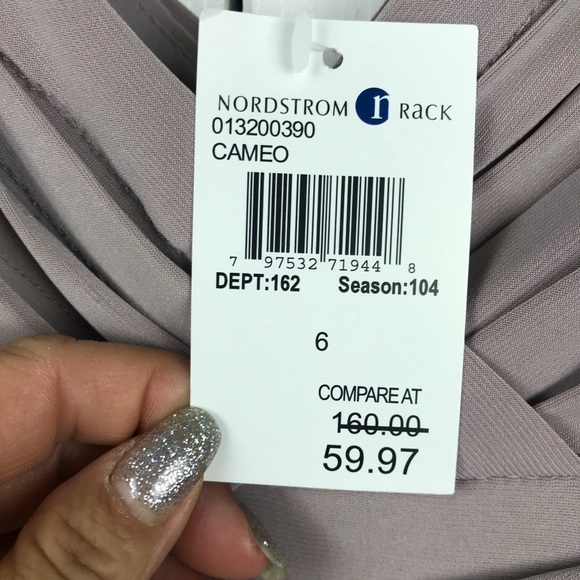 NORDSTROM r RACK
013200390
CAMEO
7 97532 71944 8
DEPT:162 Season:104
6
COMPARE AT
160.00
59.97